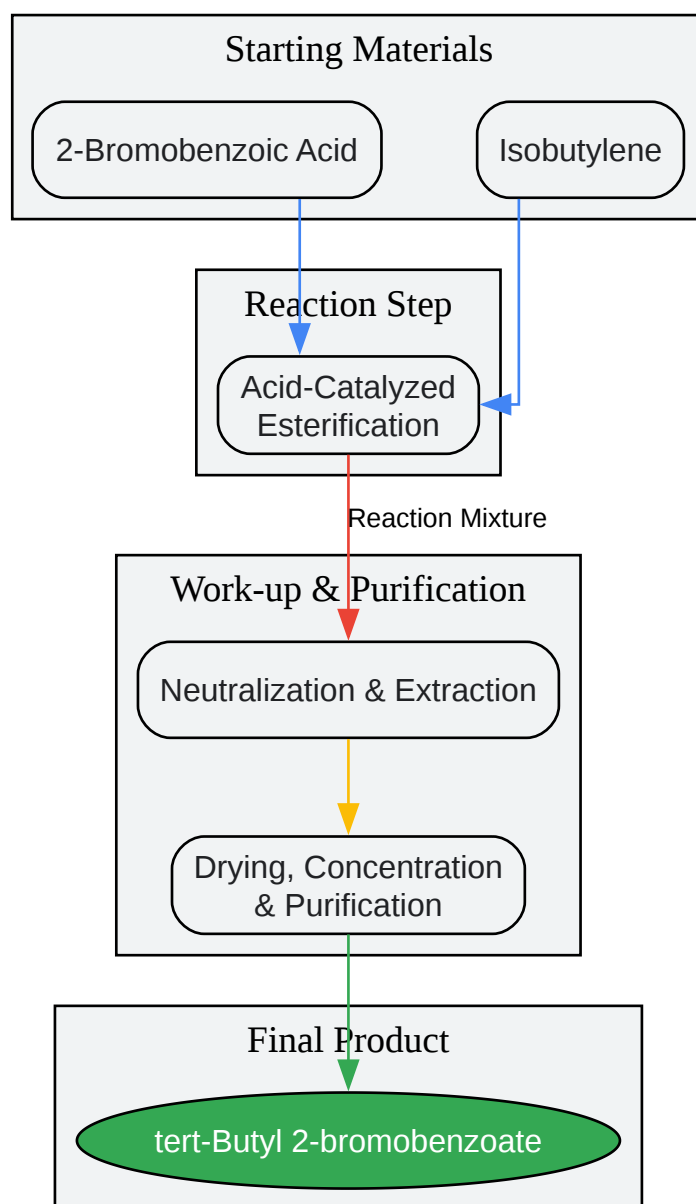 Starting Materials
2-Bromobenzoic Acid
Isobutylene
Reaction Step
Acid-Catalyzed
Esterification
Reaction Mixture
Work-up & Purification
Neutralization & Extraction
Drying, Concentration
& Purification
Final Product
tert-Butyl 2-bromobenzoate